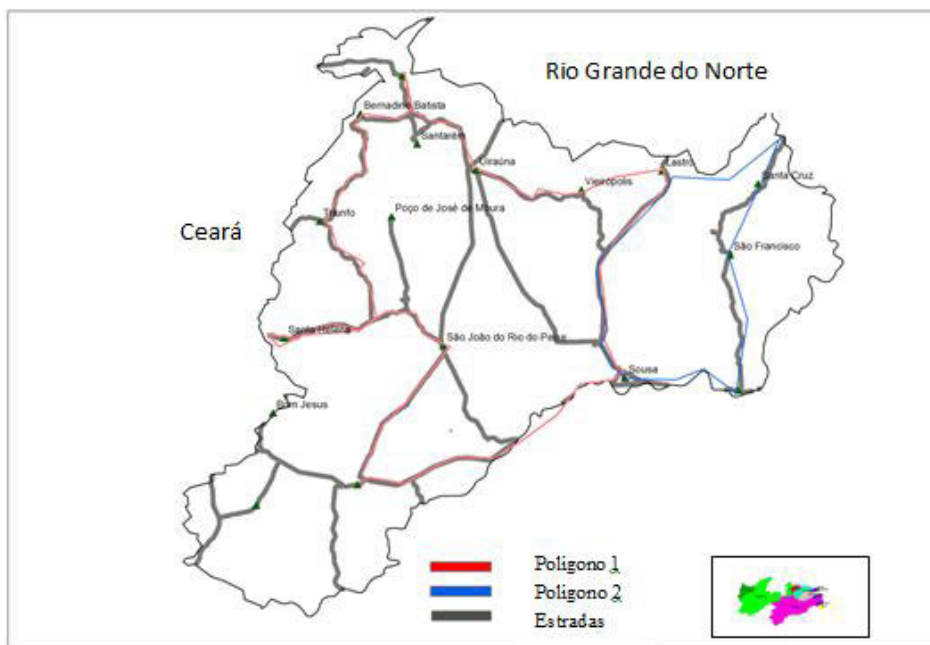 Rio Grande do Norte
Bernadino Batista
Santarém
Uiraúna
Lastro
Vieirópolis
Santa Cruz
Triunfo
Poço de José de Moura
Ceará
São Francisco
Santa Helena
São João do Rio do Peixe
Sousa
Bom Jesus
Poligono 1
Poligono 2
Estradas